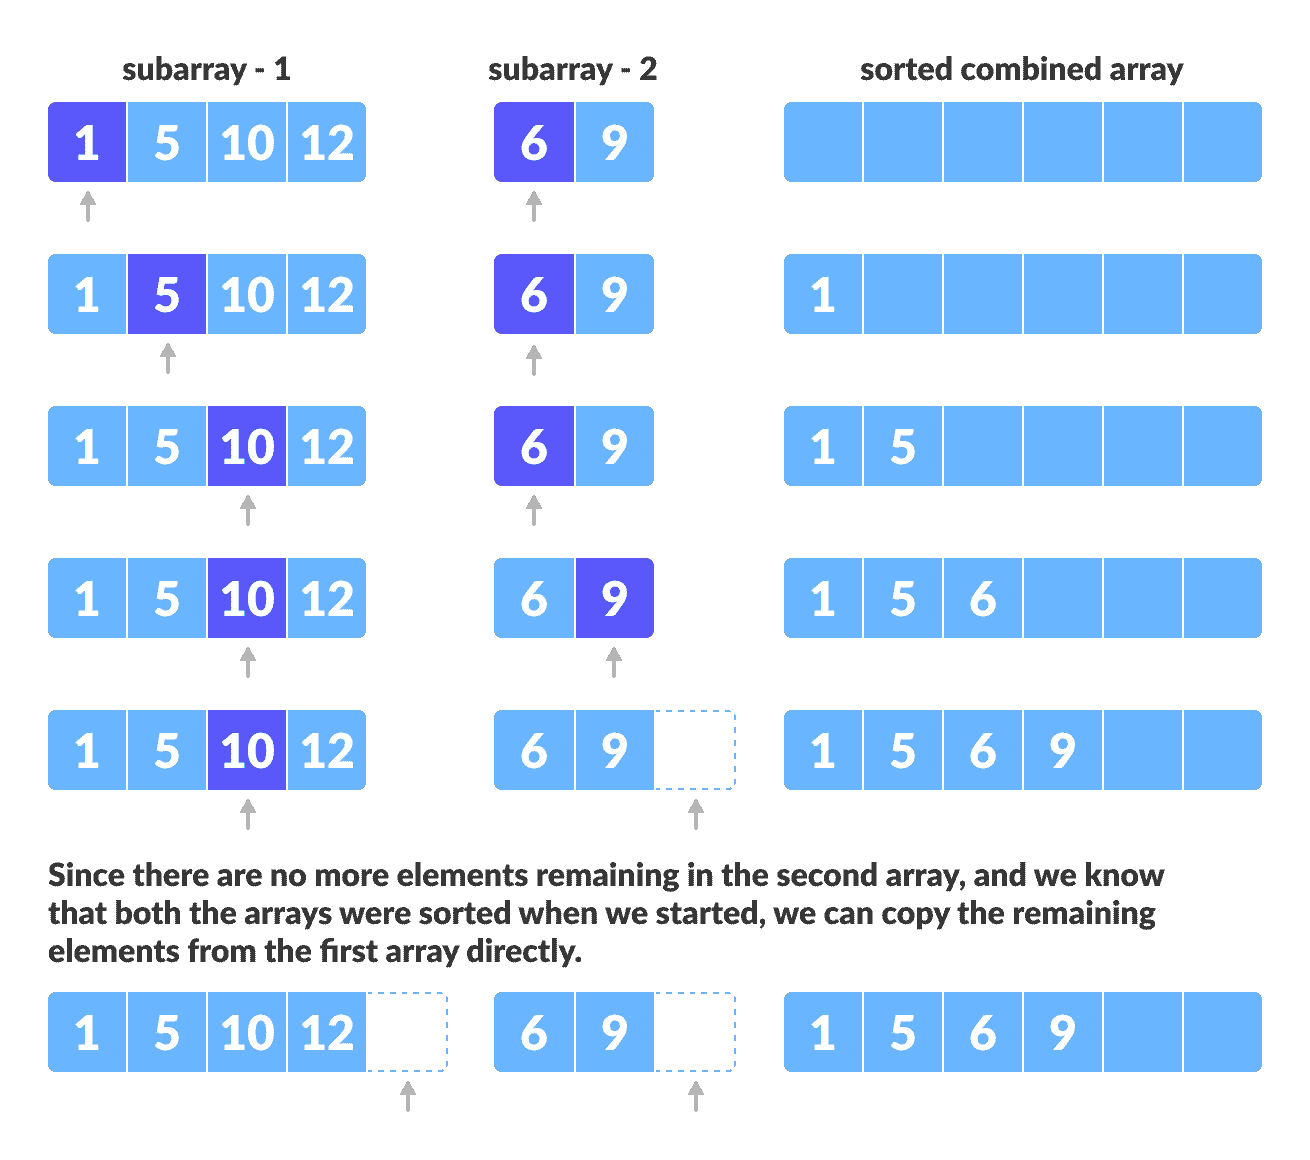 subarray - 1 subarray - 2 sorted combined array
1 5 10 12 6 9
1 5 10 12 6 9 1
1 5 10 12 6 9 1 5
1 5 10 12 6 9 1 5 6
1 5 10 12 6 9 1 5 6 9
Since there are no more elements remaining in the second array, and we know
that both the arrays were sorted when we started, we can copy the remaining
elements from the first array directly.
1 5 10 12 6 9 1 5 6 9